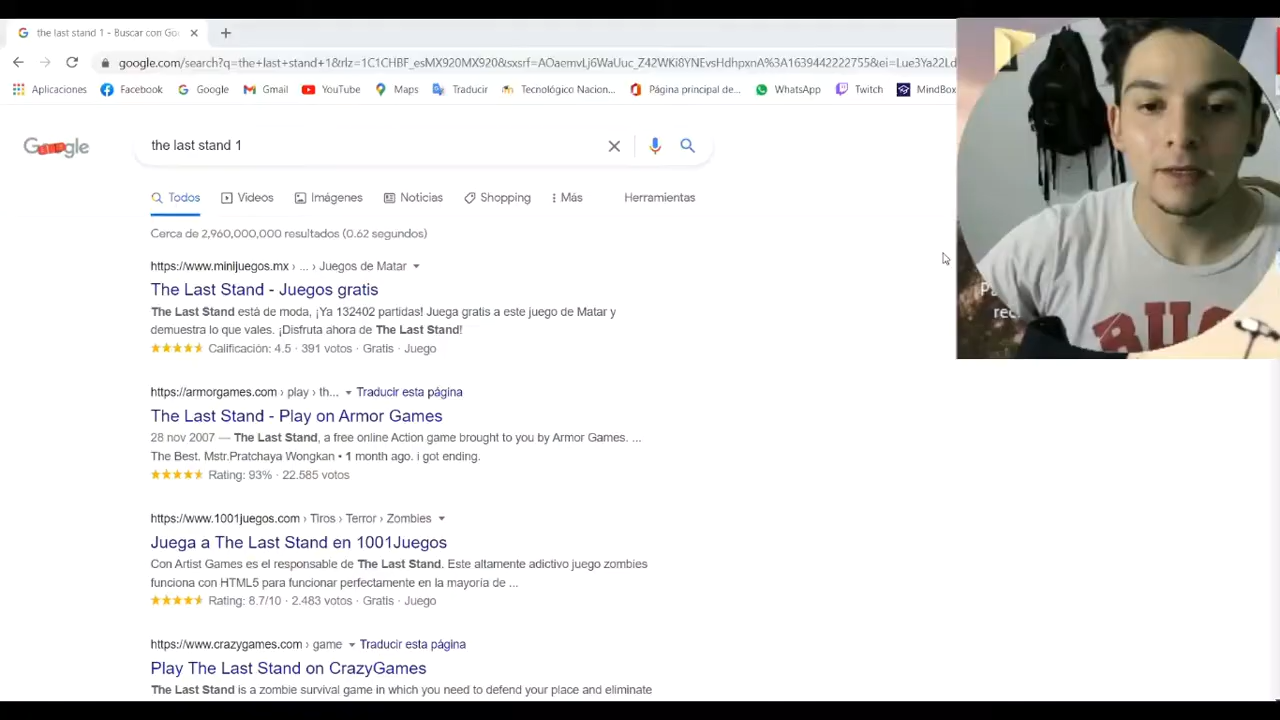 the last stand 1 - Buscar con Goo
google.com/search?q=the+last+stand+1&rlz=1C1CHBF_esMX920MX920&sxsrf=AOaemvLj6WaUuc_Z42WKi8YNEvsHdhpxnA%3A1639442222755&ei=Lue3Ya22Ld
Aplicaciones Facebook Google Gmail YouTube Maps Traducir Tecnológico Nacion... Página principal de... WhatsApp Twitch MindBox
the last stand 1
Todos Videos Imágenes Noticias Shopping Más Herramientas
Cerca de 2,960,000,000 resultados (0.62 segundos)
https://www.minijuegos.mx › ... › Juegos de Matar
The Last Stand - Juegos gratis
The Last Stand está de moda, ¡Ya 132402 partidas! Juega gratis a este juego de Matar y
demuestra lo que vales. ¡Disfruta ahora de The Last Stand!
Calificación: 4.5 · 391 votos · Gratis · Juego
https://armorgames.com › play › th... Traducir esta página
The Last Stand - Play on Armor Games
28 nov 2007 — The Last Stand, a free online Action game brought to you by Armor Games. ...
The Best. Mstr.Pratchaya Wongkan • 1 month ago. i got ending.
Rating: 93% · 22.585 votos
https://www.1001juegos.com › Tiros › Terror › Zombies
Juega a The Last Stand en 1001Juegos
Con Artist Games es el responsable de The Last Stand. Este altamente adictivo juego zombies
funciona con HTML5 para funcionar perfectamente en la mayoría de ...
Rating: 8.7/10 · 2.483 votos · Gratis · Juego
https://www.crazygames.com › game Traducir esta página
Play The Last Stand on CrazyGames
The Last Stand is a zombie survival game in which you need to defend your place and eliminate